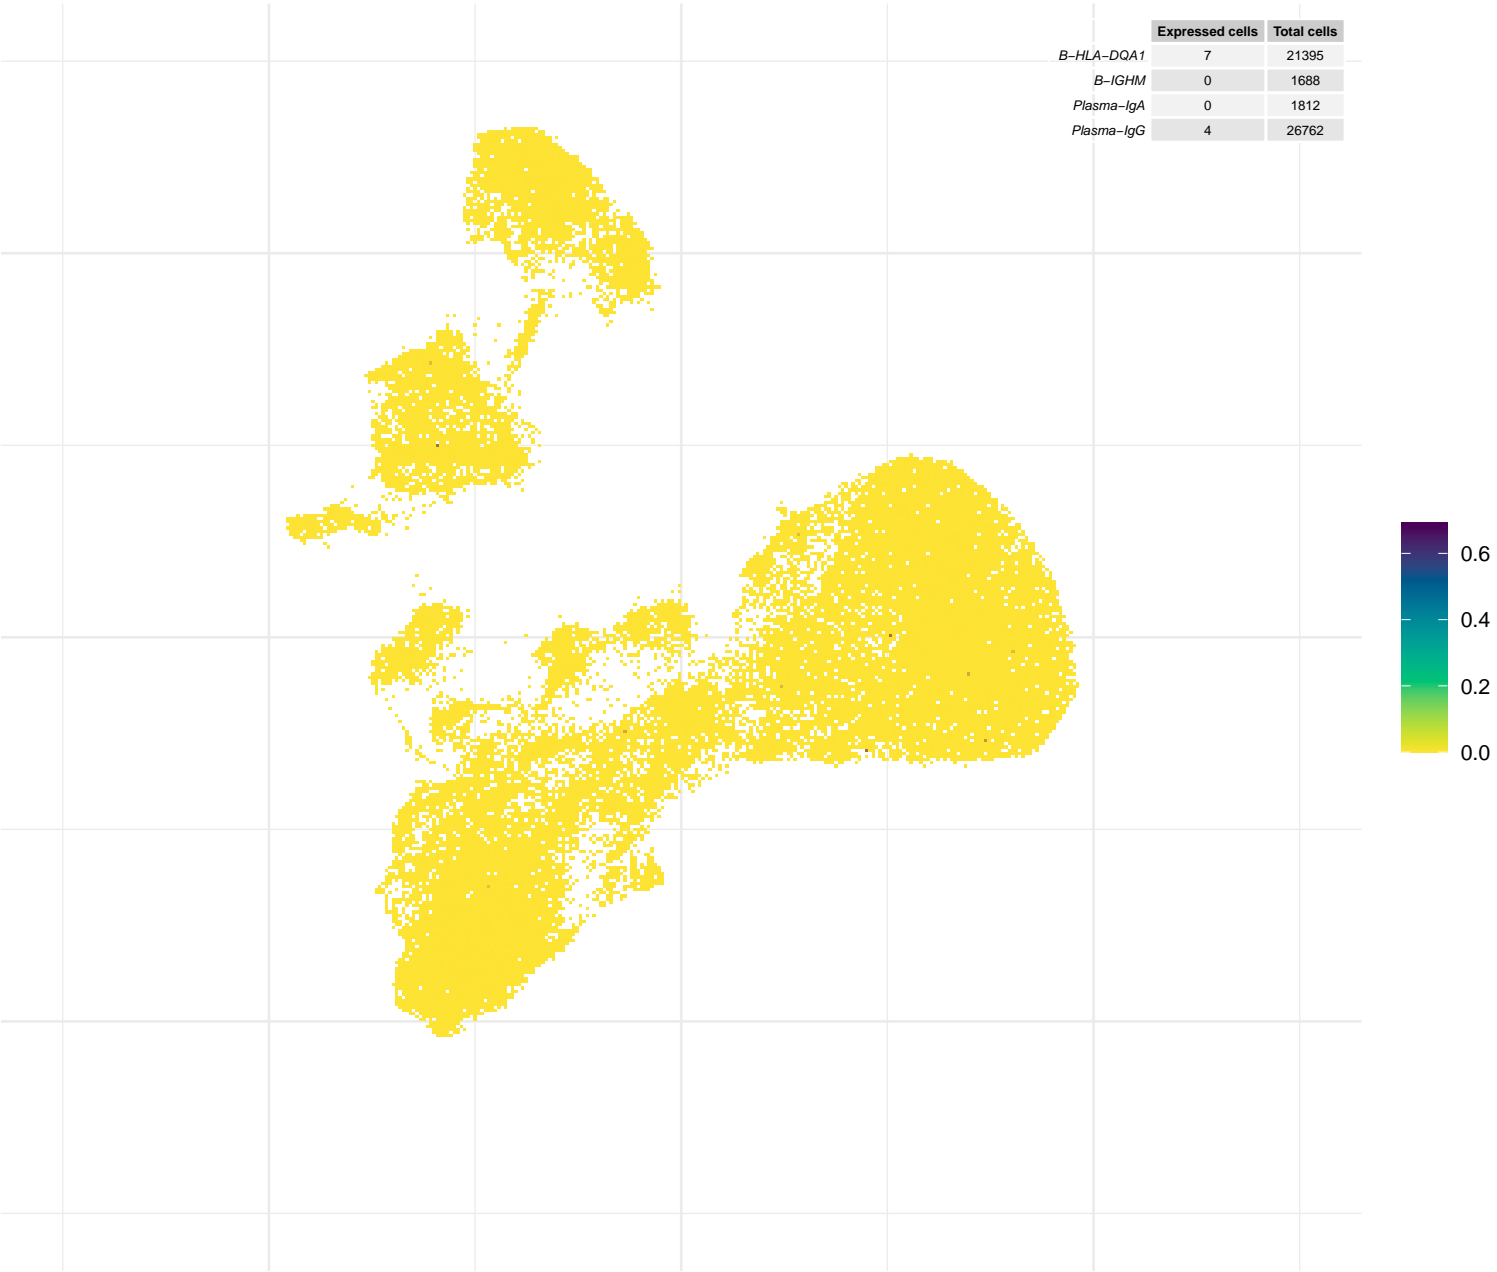 Expressed cells Total cells
B−HLA−DQA1 7 21395
B−IGHM 0 1688
Plasma−IgA 0 1812
Plasma−IgG 4 26762
0.6
0.4
0.2
0.0